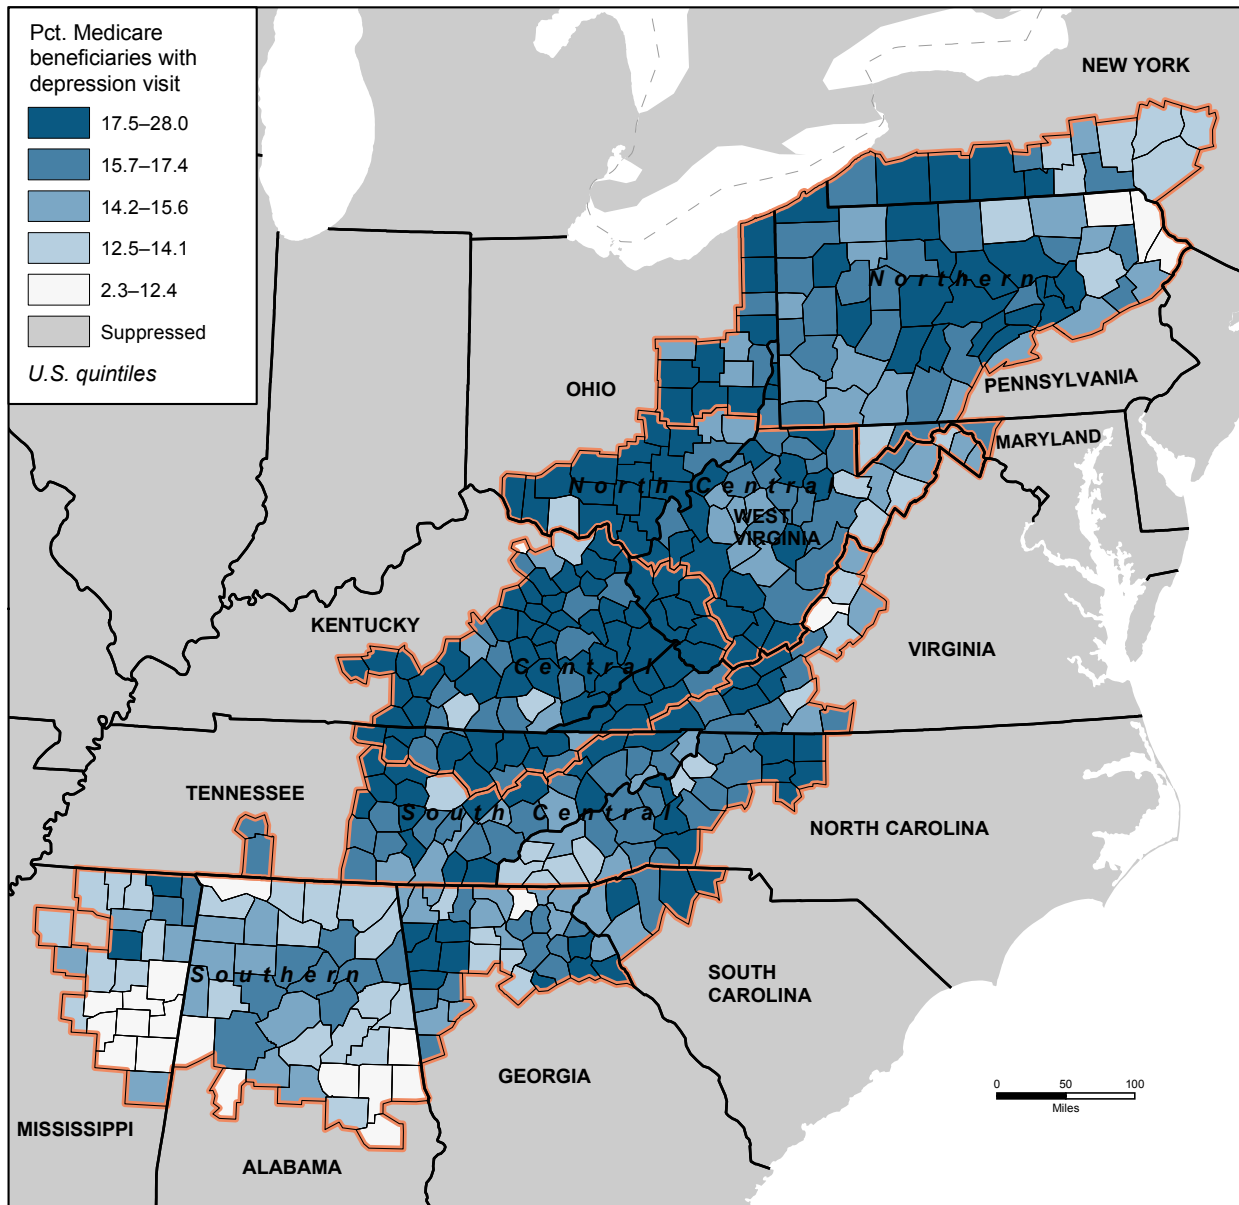 Pct. Medicare
beneficiaries with
depression visit
17.5–28.0
15.7–17.4
14.2–15.6
12.5–14.1
2.3–12.4
Suppressed
U.S. quintiles
NEW YORK
Northern
PENNSYLVANIA
OHIO
MARYLAND
North Central
WEST
VIRGINIA
KENTUCKY
VIRGINIA
Central
TENNESSEE
South Central
NORTH CAROLINA
Southern
SOUTH
CAROLINA
GEORGIA
0 50 100
Miles
MISSISSIPPI
ALABAMA